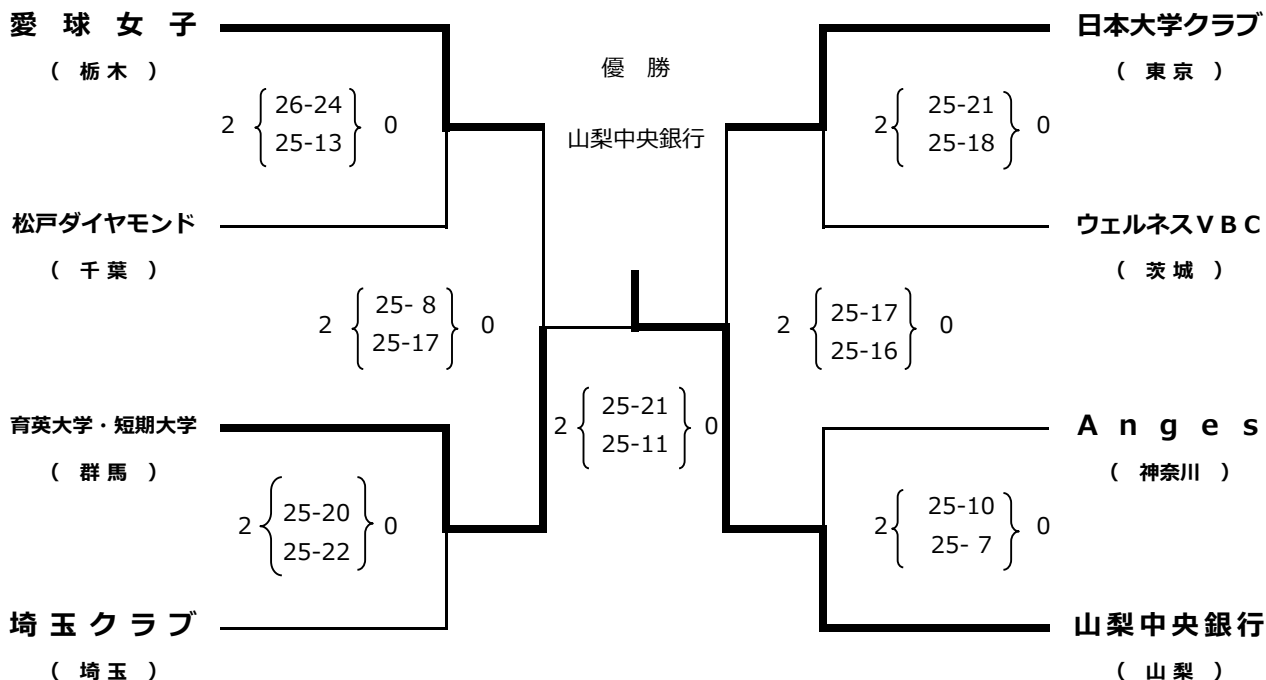 愛球女子
（ 栃木 ）
2 26-24 0
25-13
松戸ダイヤモンド
（ 千葉 ）
2 25- 8 0
25-17
育英大学・短期大学
（ 群馬 ）
2 25-20 0
25-22
埼玉クラブ
（ 埼玉 ）
優 勝
山梨中央銀行
2 25-21 0
25-11
日本大学クラブ
（ 東京 ）
2 25-21 0
25-18
ウェルネスＶＢＣ
（ 茨城 ）
2 25-17 0
25-16
Ａｎｇｅｓ
（ 神奈川 ）
2 25-10 0
25- 7
山梨中央銀行
（ 山梨 ）